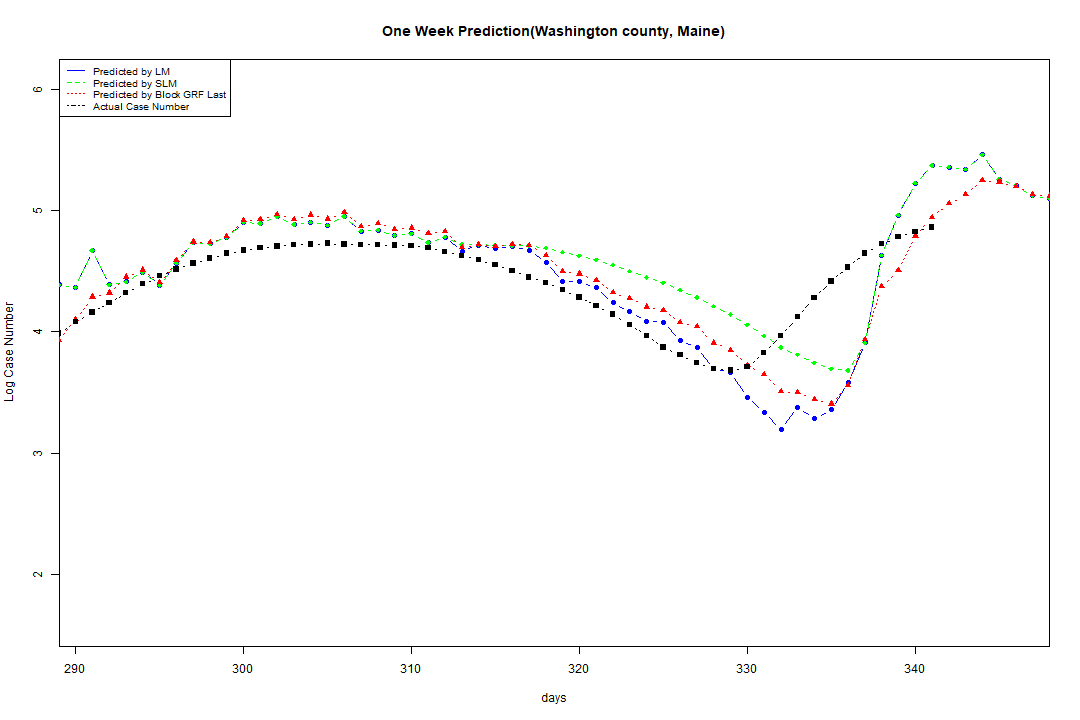 One Week Prediction(Washington county, Maine)
Predicted by LM
Predicted by SLM
Predicted by Block GRF Last
Actual Case Number
6
5
4
3
2
Log Case Number
290 300 310 320 330 340
days